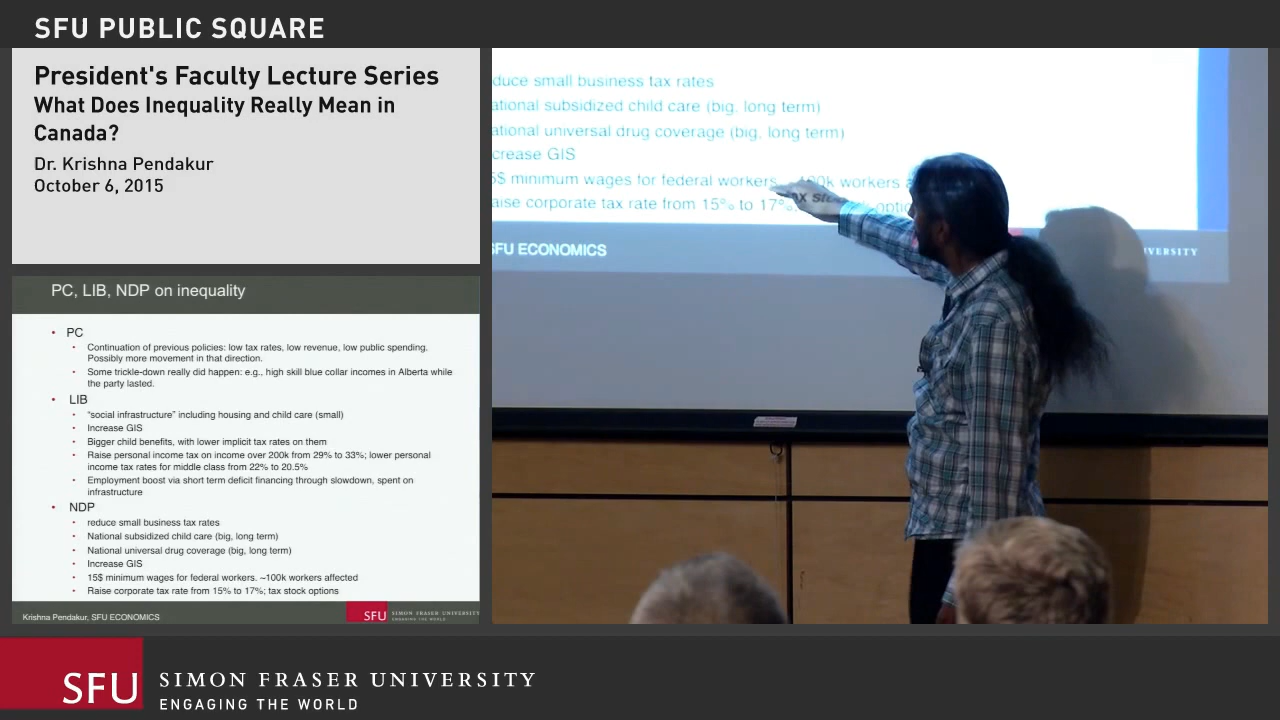 SFU PUBLIC SQUARE
President's Faculty Lecture Series
What Does Inequality Really Mean in
Canada?
Dr. Krishna Pendakur
October 6, 2015
PC, LIB, NDP on inequality
• PC
• Continuation of previous policies: low tax rates, low revenue, low public spending.
Possibly more movement in that direction.
• Some trickle-down really did happen: e.g., high skill blue collar incomes in Alberta while
the party lasted.
• LIB
• "social infrastructure" including housing and child care (small)
• Increase GIS
• Bigger child benefits, with lower implicit tax rates on them
• Raise personal income tax on income over 200k from 29% to 33%; lower personal
income tax rates for middle class from 22% to 20.5%
• Employment boost via short term deficit financing through slowdown, spent on
infrastructure
• NDP
• reduce small business tax rates
• National subsidized child care (big, long term)
• National universal drug coverage (big, long term)
• Increase GIS
• 15$ minimum wages for federal workers. ~100k workers affected
• Raise corporate tax rate from 15% to 17%; tax stock options
Krishna Pendakur, SFU ECONOMICS
SFU SIMON FRASER UNIVERSITY
ENGAGING THE WORLD
duce small business tax rates
ational subsidized child care (big, long term)
ational universal drug coverage (big, long term)
crease GIS
5$ minimum wages for federal workers. 00k workers
aise corporate tax rate from 15% to 17%
SFU ECONOMICS
VERSITY
SFU SIMON FRASER UNIVERSITY
ENGAGING THE WORLD